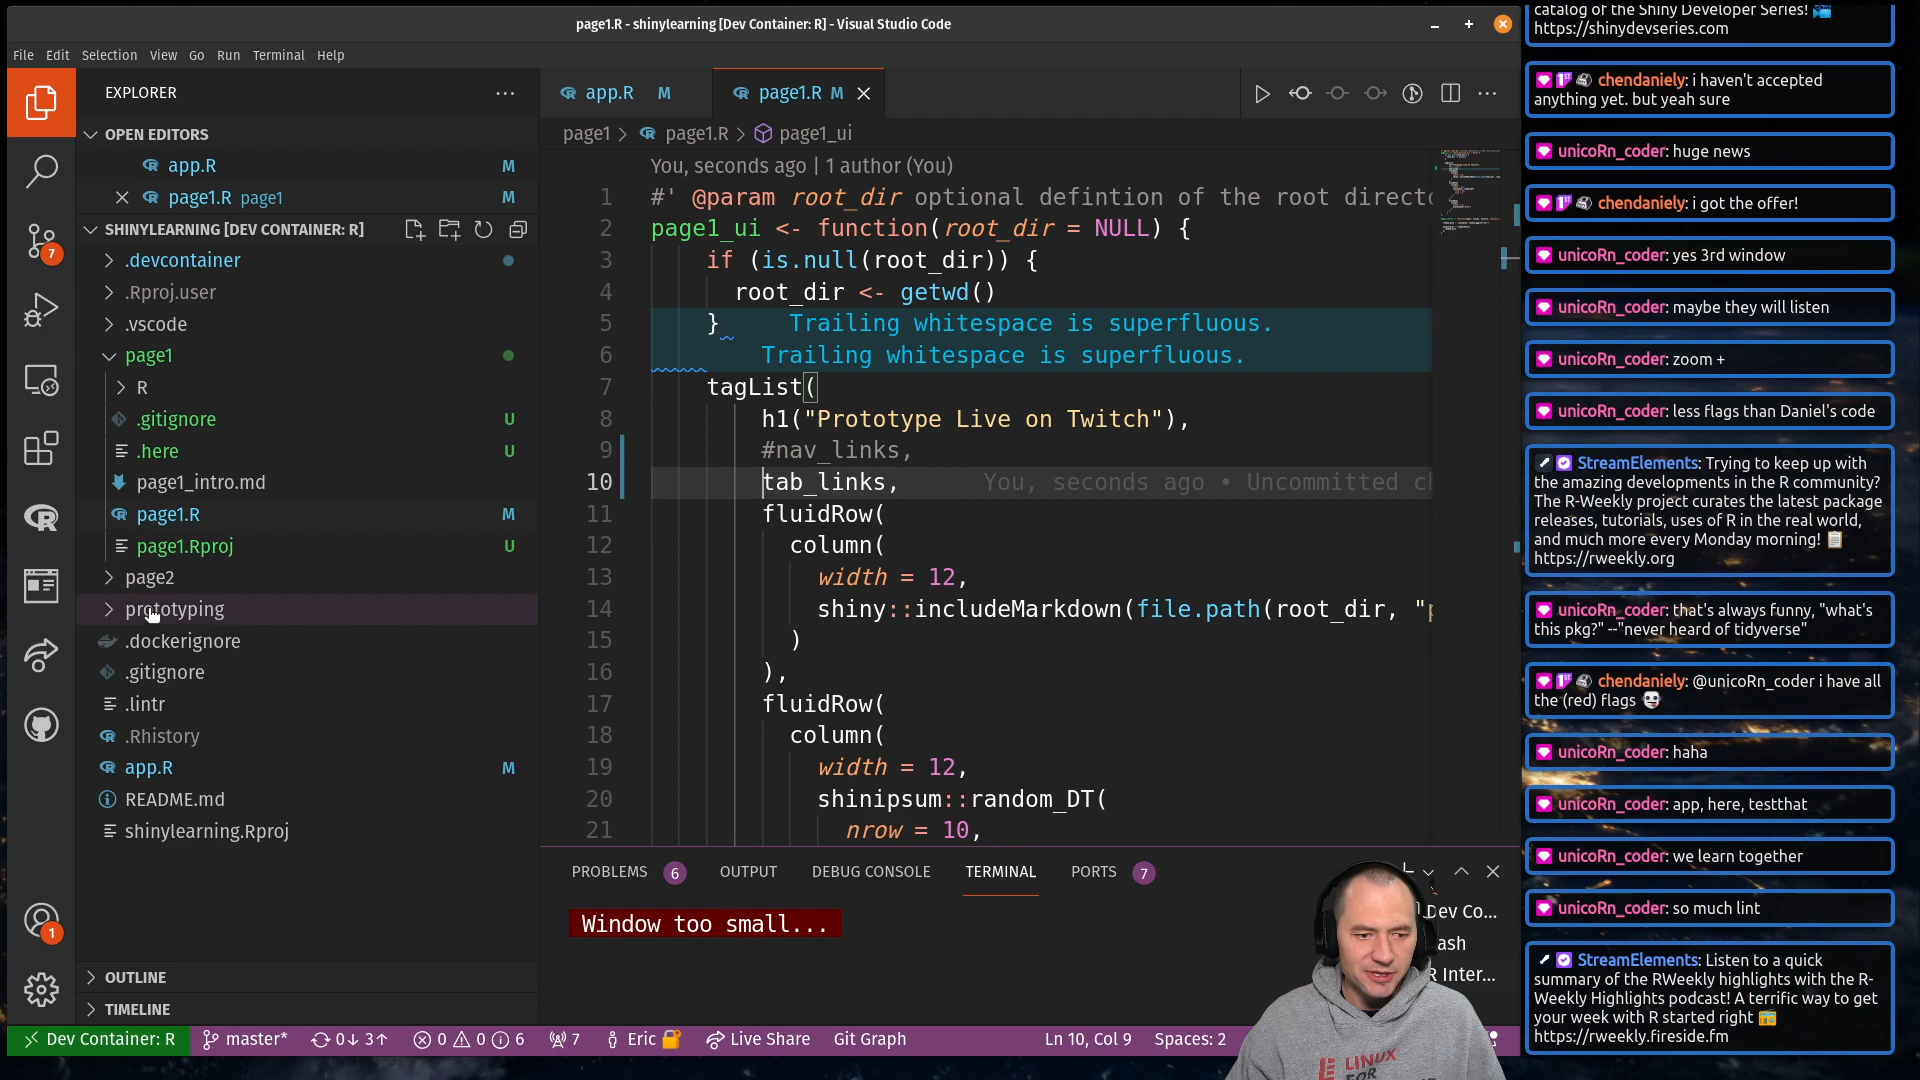 page1.R - shinylearning [Dev Container: R] - Visual Studio Code
File Edit Selection View Go Run Terminal Help
EXPLORER
OPEN EDITORS
app.R M
page1.R page1 M
SHINYLEARNING [DEV CONTAINER: R]
.devcontainer
.Rproj.user
.vscode
page1
R
.gitignore U
.here U
page1_intro.md
page1.R M
page1.Rproj U
page2
prototyping
.dockerignore
.gitignore
.lintr
.Rhistory
app.R M
README.md
shinylearning.Rproj
OUTLINE
TIMELINE
7
1
app.R M
page1.R M
page1 > page1.R > page1_ui
You, seconds ago | 1 author (You)
1 #' @param root_dir optional defintion of the root directo
2 page1_ui <- function(root_dir = NULL) {
3 if (is.null(root_dir)) {
4 root_dir <- getwd()
5 } Trailing whitespace is superfluous.
6 Trailing whitespace is superfluous.
7 tagList(
8 h1("Prototype Live on Twitch"),
9 #nav_links,
10 tab_links, You, seconds ago • Uncommitted ch
11 fluidRow(
12 column(
13 width = 12,
14 shiny::includeMarkdown(file.path(root_dir, "p
15 )
16 ),
17 fluidRow(
18 column(
19 width = 12,
20 shinipsum::random_DT(
21 nrow = 10,
PROBLEMS 6 OUTPUT DEBUG CONSOLE TERMINAL PORTS 7
Window too small...
Dev Co...
ash
R Inter...
Dev Container: R master* 0↓ 3↑ 0 0 6 7 Eric Live Share Git Graph Ln 10, Col 9 Spaces: 2
LINUX
FOR
catalog of the Shiny Developer Series!
https://shinydevseries.com
chendaniely: i haven't accepted
anything yet. but yeah sure
unicoRn_coder: huge news
chendaniely: i got the offer!
unicoRn_coder: yes 3rd window
unicoRn_coder: maybe they will listen
unicoRn_coder: zoom +
unicoRn_coder: less flags than Daniel's code
StreamElements: Trying to keep up with
the amazing developments in the R community?
The R-Weekly project curates the latest package
releases, tutorials, uses of R in the real world,
and much more every Monday morning!
https://rweekly.org
unicoRn_coder: that's always funny, "what's
this pkg?" --"never heard of tidyverse"
chendaniely: @unicoRn_coder i have all
the (red) flags
unicoRn_coder: haha
unicoRn_coder: app, here, testthat
unicoRn_coder: we learn together
unicoRn_coder: so much lint
StreamElements: Listen to a quick
summary of the RWeekly highlights with the R-
Weekly Highlights podcast! A terrific way to get
your week with R started right
https://rweekly.fireside.fm